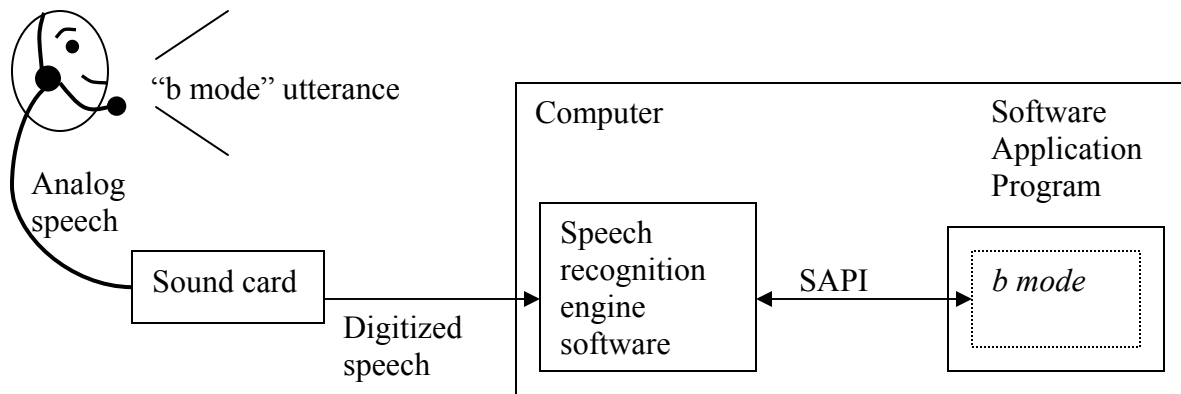 “b mode” utterance
Analog
speech
Sound card
Digitized
speech
Computer
Speech
recognition
engine
software
SAPI
Software
Application
Program
b mode